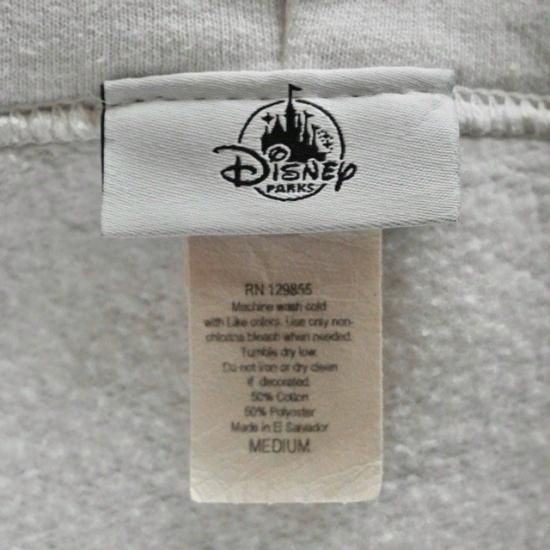 Disney
PARKS
RN 129855
Machine wash cold
with Like colors. Use only non-
chlorine bleach when needed.
Tumble dry low.
Do not iron or dry clean
if decorated.
50% Cotton
50% Polyester
Made in El Salvador
MEDIUM